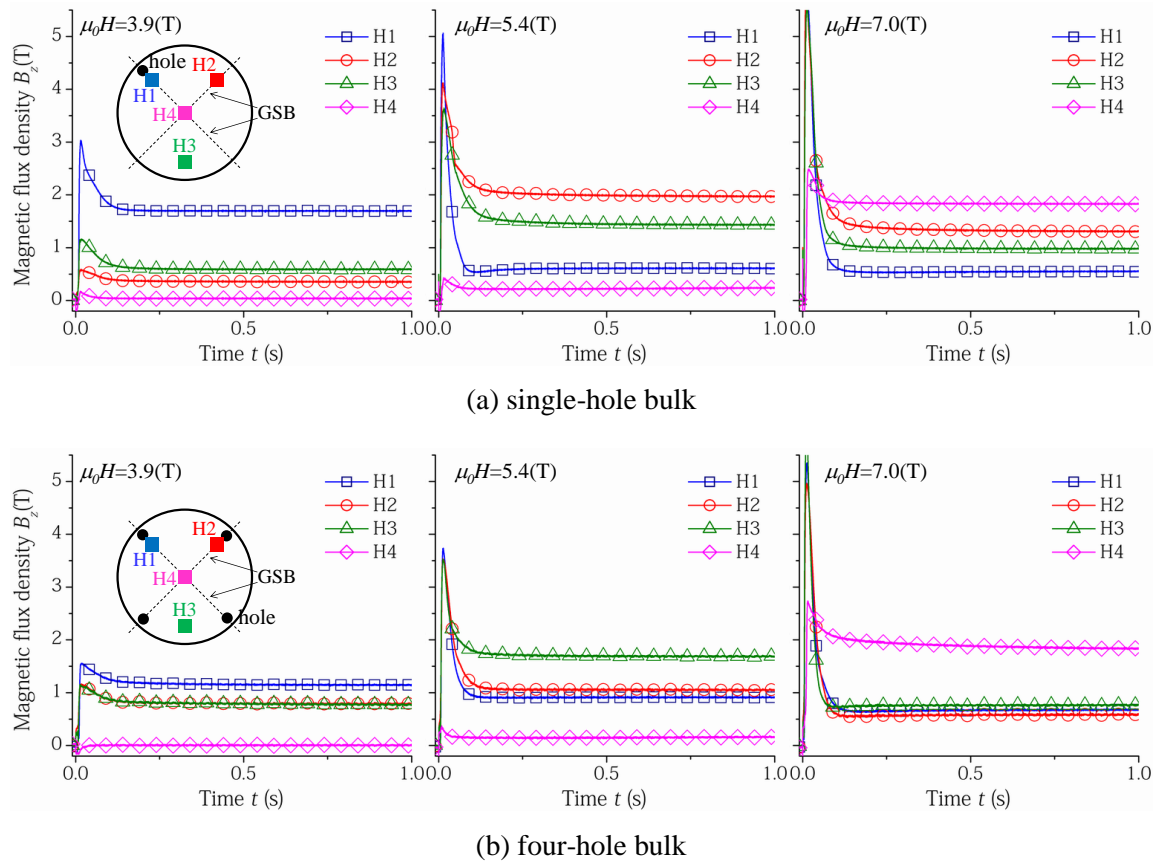 μ₀H=3.9(T)
Magnetic flux density Bz(T)
5
4
3
2
1
0
hole
H2
H1
H4
GSB
H3
H1
H2
H3
H4
0.0
0.5
1.0
Time t (s)
μ₀H=5.4(T)
H1
H2
H3
H4
0.0
0.5
1.0
Time t (s)
μ₀H=7.0(T)
H1
H2
H3
H4
0.0
0.5
1.0
Time t (s)
(a) single-hole bulk
μ₀H=3.9(T)
Magnetic flux density Bz(T)
5
4
3
2
1
0
H2
H1
H4
GSB
H3
hole
H1
H2
H3
H4
0.0
0.5
1.0
Time t (s)
μ₀H=5.4(T)
H1
H2
H3
H4
0.0
0.5
1.0
Time t (s)
μ₀H=7.0(T)
H1
H2
H3
H4
0.0
0.5
1.0
Time t (s)
(b) four-hole bulk